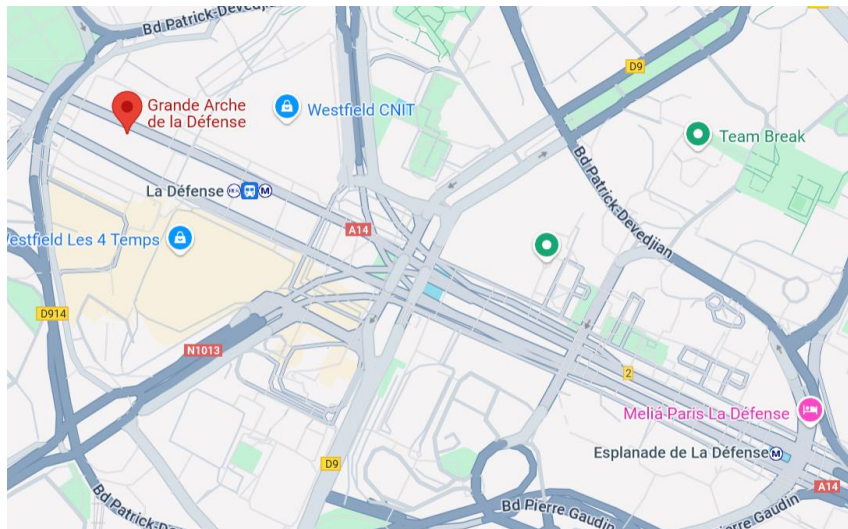 Bd Patrick-Devedjian
D9
Grande Arche
de la Défense
Westfield CNIT
Team Break
Bd Patrick-Devedjian
La Défense
M
A14
Westfield Les 4 Temps
D914
N1013
2
Meliá Paris La Défense
Esplanade de La Défense
M
D9
A14
Bd Pierre Gaudin
Bd Pierre Gaudin
Bd Patrick-Devedjian